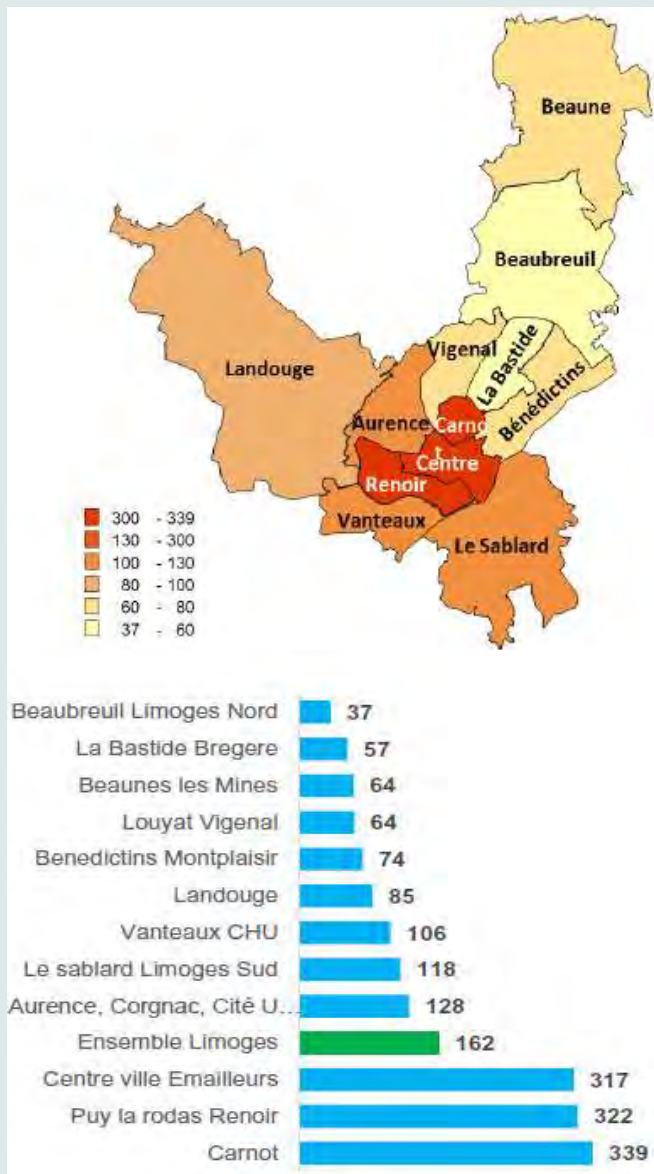 Beaune
Beaubreuil
Vigenal
La Bastide
Landouge
Bénédictins
Aurence
Carno
t
Centre
Renoir
Vanteaux
Le Sablard
300 - 339
130 - 300
100 - 130
80 - 100
60 - 80
37 - 60
Beaubreuil Limoges Nord 37
La Bastide Bregere 57
Beaunes les Mines 64
Louyat Vigenal 64
Benedictins Montplaisir 74
Landouge 85
Vanteaux CHU 106
Le sablard Limoges Sud 118
Aurence, Corgnac, Cité U... 128
Ensemble Limoges 162
Centre ville Emailleurs 317
Puy la rodas Renoir 322
Carnot 339